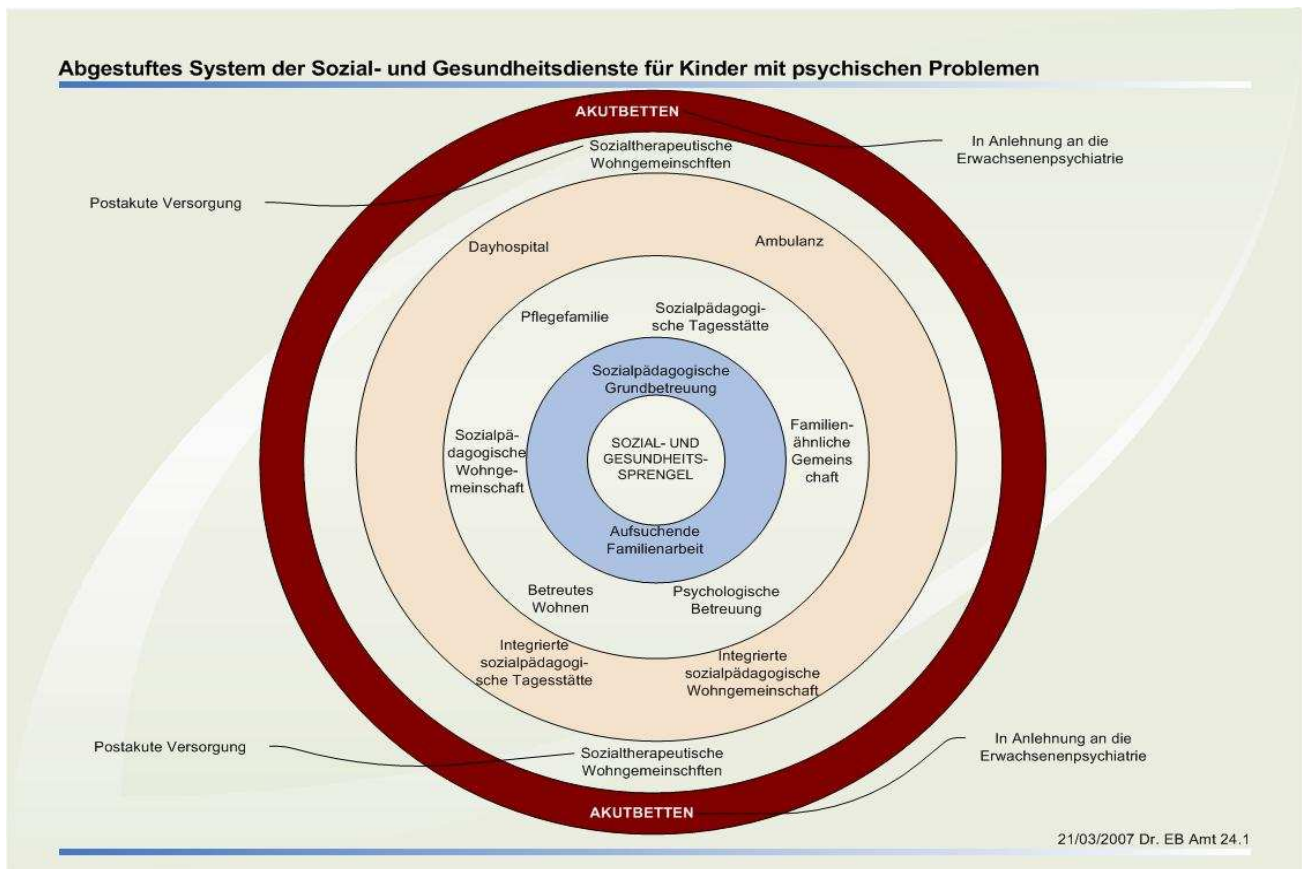 Abgestuftes System der Sozial- und Gesundheitsdienste für Kinder mit psychischen Problemen
AKUTBETTEN
In Anlehnung an die
Erwachsenenpsychiatrie
Sozialtherapeutische
Wohngemeinschften
Postakute Versorgung
Dayhospital
Ambulanz
Pflegefamilie
Sozialpädagogi-
sche Tagesstätte
Sozialpädagogische
Grundbetreuung
Sozialpä-
dagogische
Wohnge-
meinschaft
SOZIAL- UND
GESUNDHEITS-
SPRENGEL
Familien-
ähnliche
Gemeins
chaft
Aufsuchende
Familienarbeit
Betreutes
Wohnen
Psychologische
Betreuung
Integrierte
sozialpädagogi-
sche Tagesstätte
Integrierte
sozialpädagogische
Wohngemeinschaft
Postakute Versorgung
Sozialtherapeutische
Wohngemeinschften
In Anlehnung an die
Erwachsenenpsychiatrie
AKUTBETTEN
21/03/2007 Dr. EB Amt 24.1